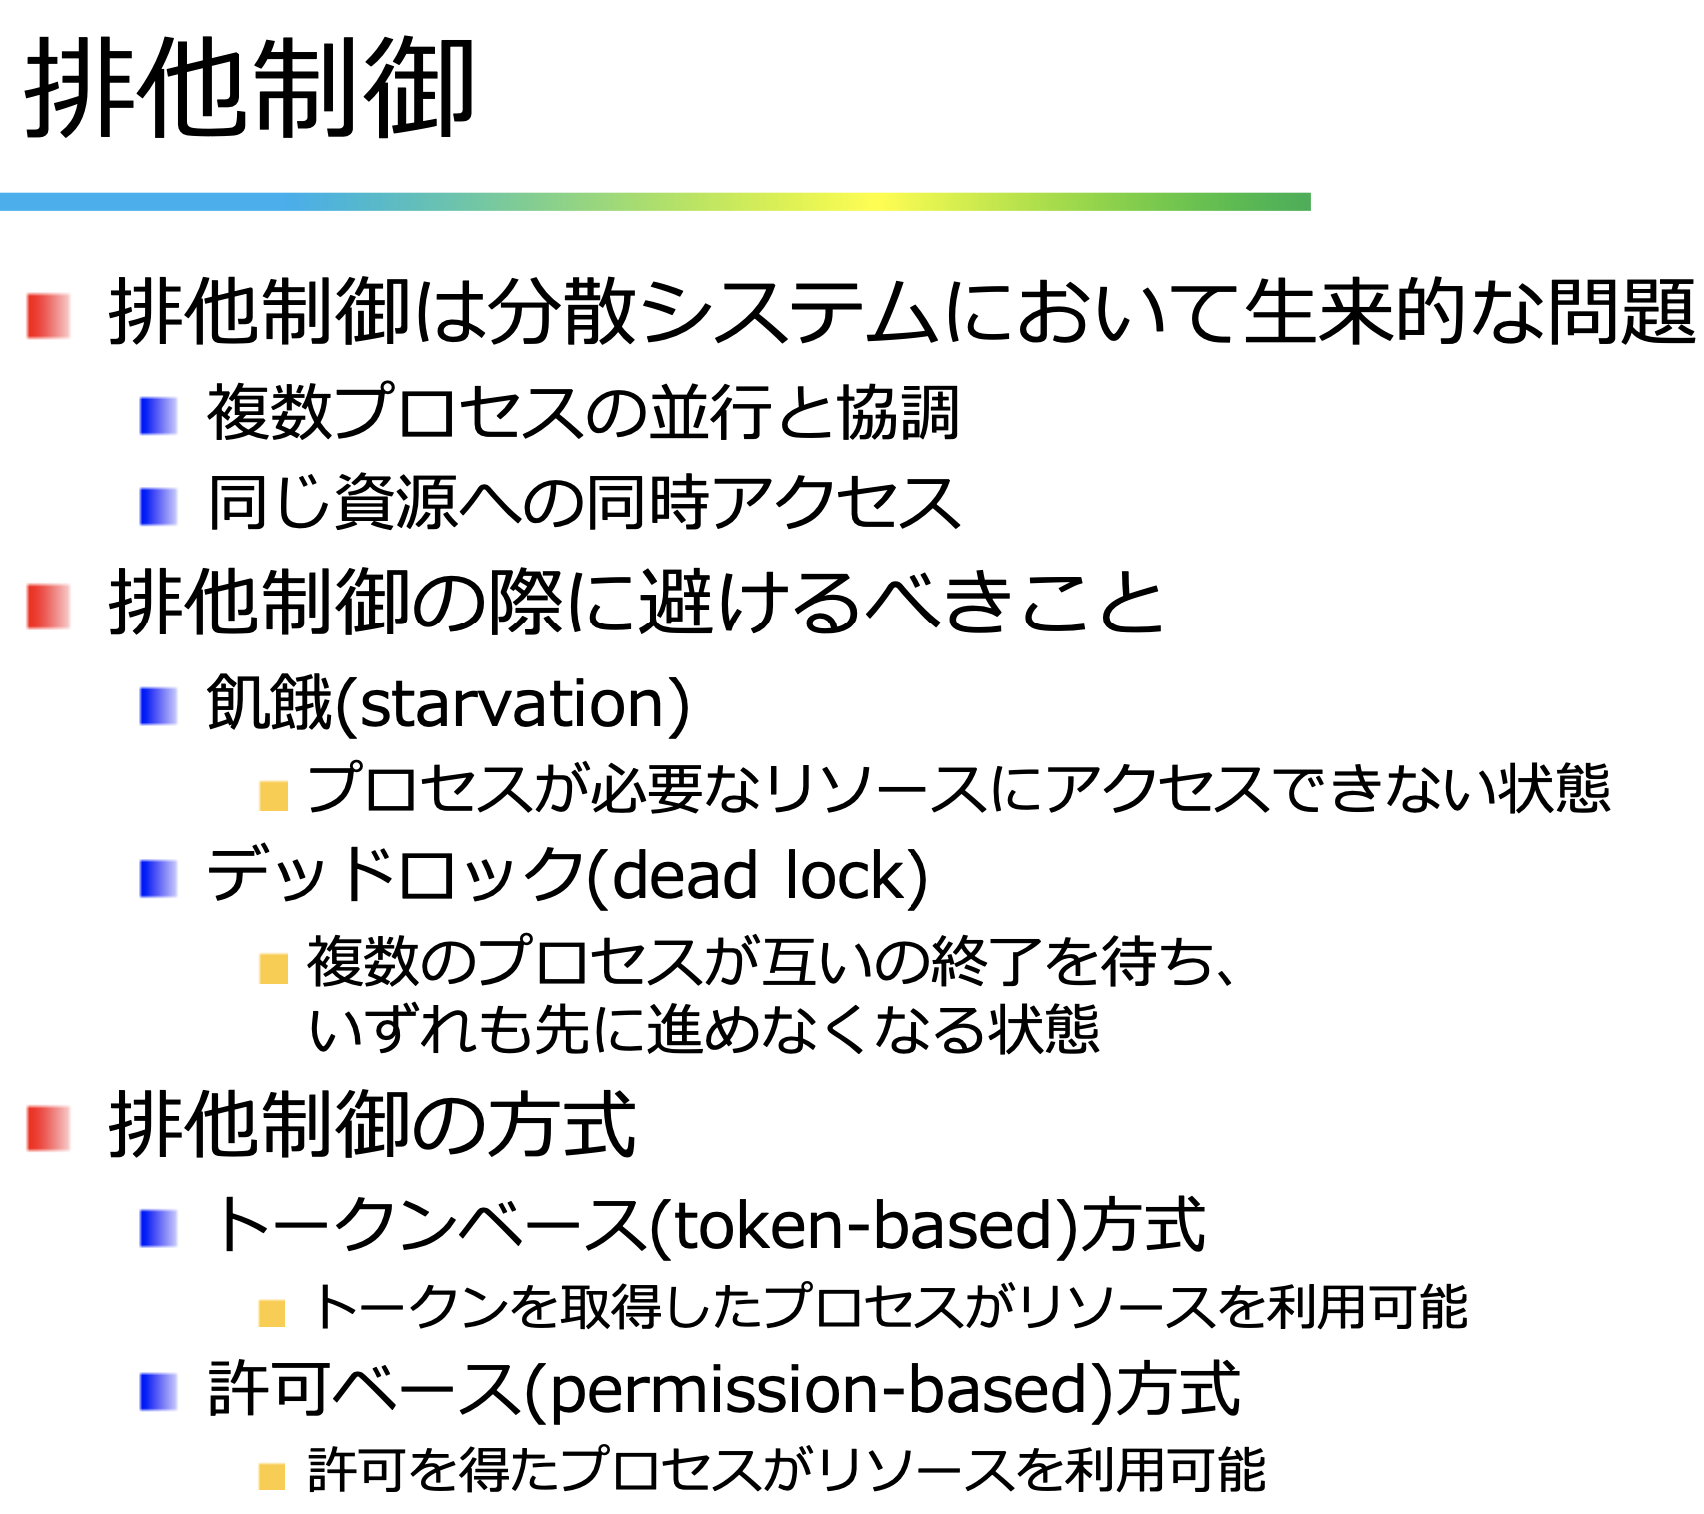 排他制御
排他制御は分散システムにおいて生来的な問題
複数プロセスの並行と協調
同じ資源への同時アクセス
排他制御の際に避けるべきこと
飢餓(starvation)
プロセスが必要なリソースにアクセスできない状態
デッドロック(dead lock)
複数のプロセスが互いの終了を待ち、
いずれも先に進めなくなる状態
排他制御の方式
トークンベース(token-based)方式
トークンを取得したプロセスがリソースを利用可能
許可ベース(permission-based)方式
許可を得たプロセスがリソースを利用可能